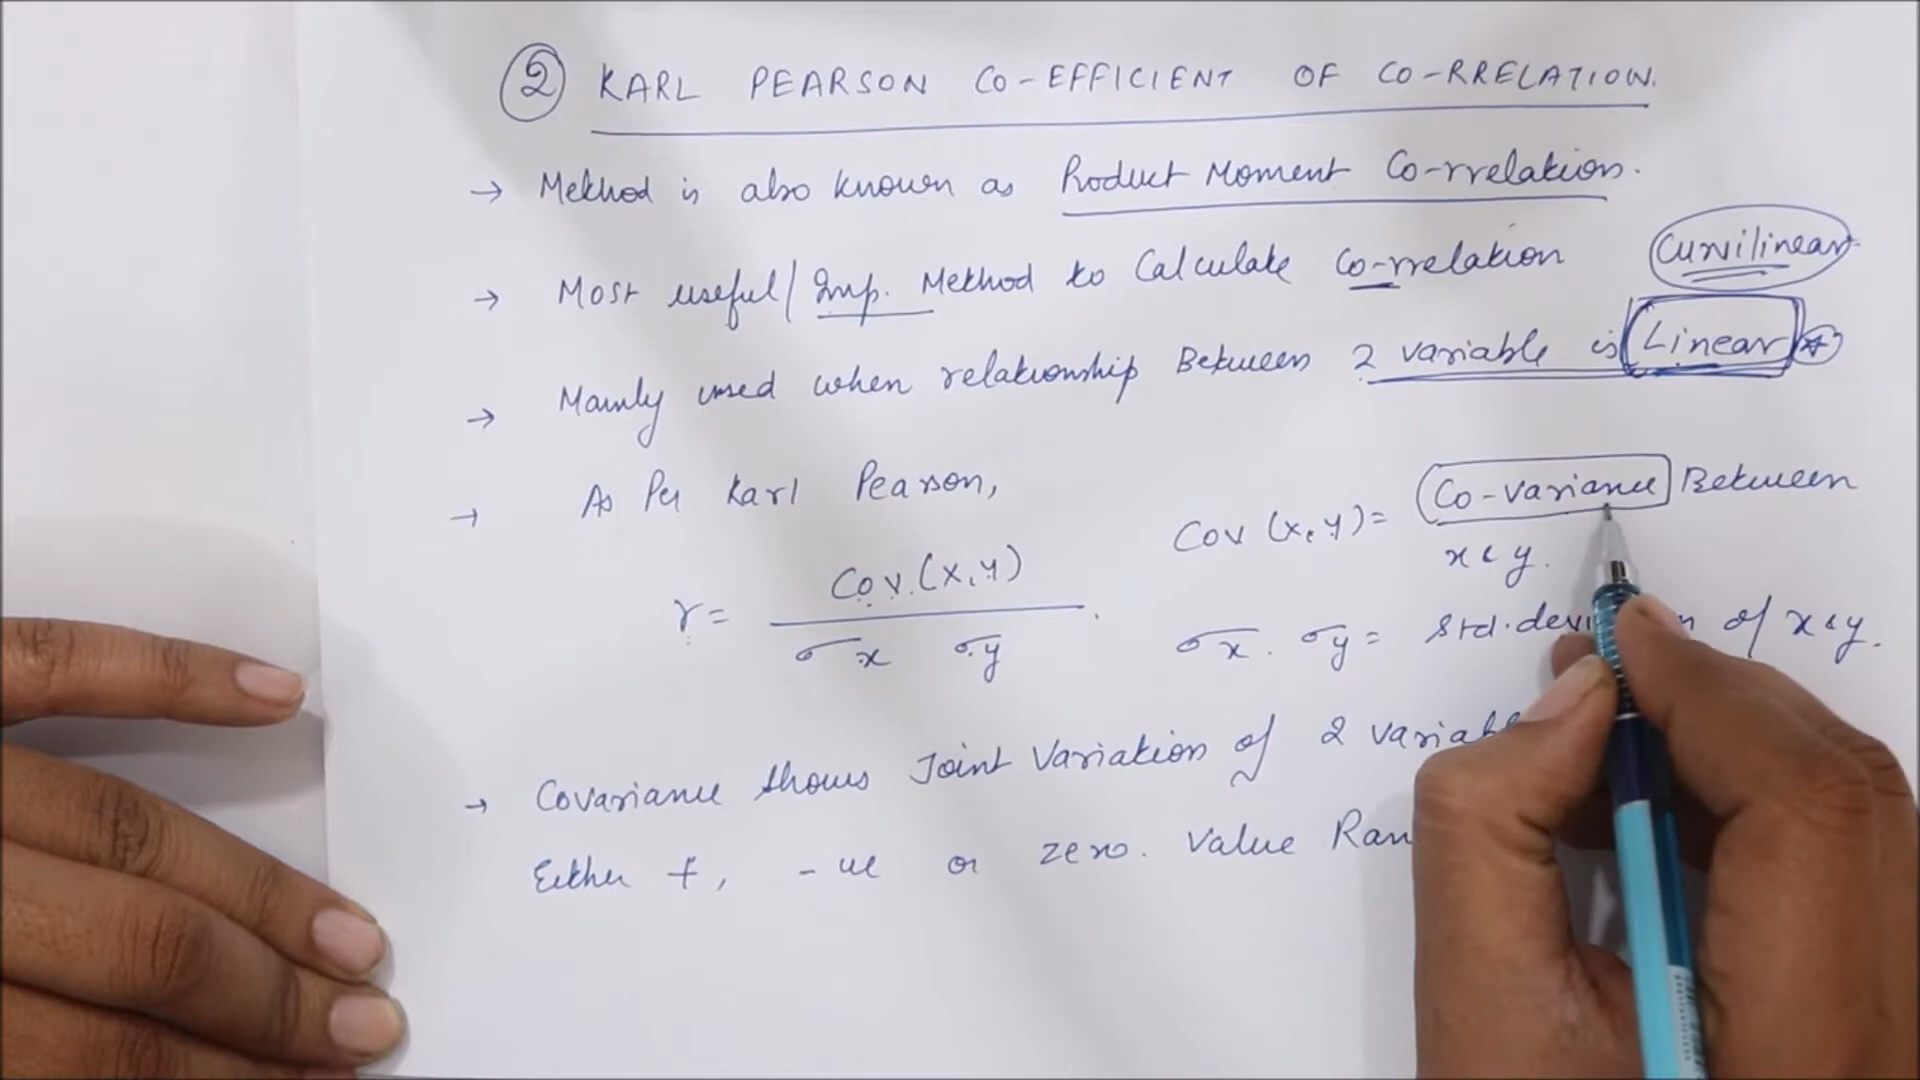 ② KARL PEARSON CO-EFFICIENT OF CO-RRELATION.
→ Method is also known as Product Moment Co-rrelation.
→ Most useful/Imp. Method to Calculate Co-rrelation
Curvilinear
→ Mainly used when relationship Between 2 variable is Linear
→ As Per Karl Pearson,
r = Cov.(x,y) / σx σy.
Cov (x,y) = Co-variance Between
x & y.
σx. σy = Std. of x & y.
→ Covariance shows Joint Variation of 2
Either +, -ve or zero. Value